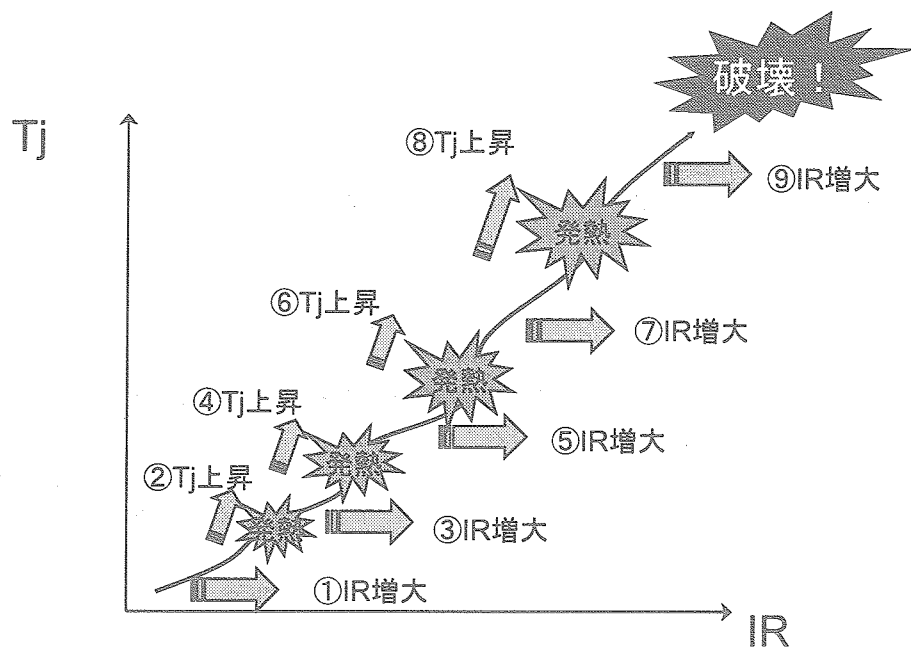 破壊！
Tj
⑧Tj上昇
⑨IR増大
発熱
⑥Tj上昇
⑦IR増大
発熱
④Tj上昇
⑤IR増大
発熱
②Tj上昇
発熱
③IR増大
①IR増大
IR